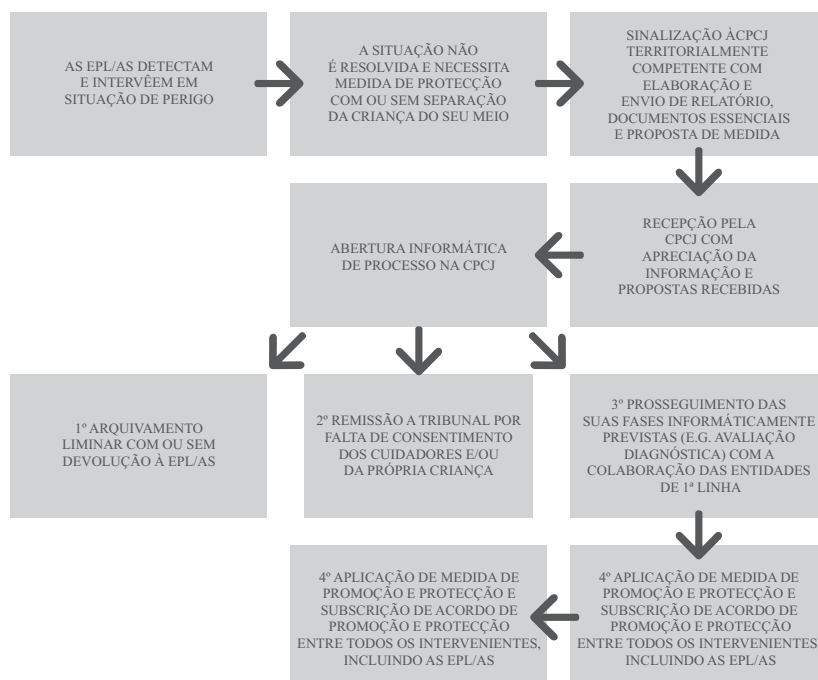 AS EPL/AS DETECTAM
E INTERVÊEM EM
SITUAÇÃO DE PERIGO
A SITUAÇÃO NÃO
É RESOLVIDA E NECESSITA
MEDIDA DE PROTECÇÃO
COM OU SEM SEPARAÇÃO
DA CRIANÇA DO SEU MEIO
SINALIZAÇÃO ÀCPCJ
TERRITORIALMENTE
COMPETENTE COM
ELABORAÇÃO E
ENVIO DE RELATÓRIO,
DOCUMENTOS ESSENCIAIS
E PROPOSTA DE MEDIDA
RECEPÇÃO PELA
CPCJ COM
APRECIAÇÃO DA
INFORMAÇÃO E
PROPOSTAS RECEBIDAS
ABERTURA INFORMÁTICA
DE PROCESSO NA CPCJ
1º ARQUIVAMENTO
LIMINAR COM OU SEM
DEVOLUÇÃO À EPL/AS
2º REMISSÃO A TRIBUNAL POR
FALTA DE CONSENTIMENTO
DOS CUIDADORES E/OU
DA PRÓPRIA CRIANÇA
3º PROSSEGUIMENTO DAS
SUAS FASES INFORMÁTICAMENTE
PREVISTAS (E.G. AVALIAÇÃO
DIAGNÓSTICA) COM A
COLABORAÇÃO DAS ENTIDADES
DE 1ª LINHA
4º APLICAÇÃO DE MEDIDA DE
PROMOÇÃO E PROTECÇÃO E
SUBSCRIÇÃO DE ACORDO DE
PROMOÇÃO E PROTECÇÃO
ENTRE TODOS OS INTERVENIENTES
INCLUINDO AS EPL/AS
4º APLICAÇÃO DE MEDIDA DE
PROMOÇÃO E PROTECÇÃO E
SUBSCRIÇÃO DE ACORDO DE
PROMOÇÃO E PROTECÇÃO
ENTRE TODOS OS INTERVENIENTES,
INCLUINDO AS EPL/AS